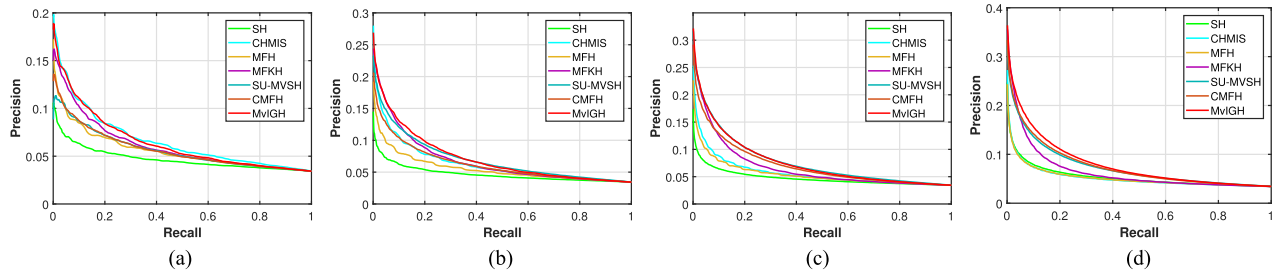 0.2
0.15
0.1
0.05
0
Precision
0 0.2 0.4 0.6 0.8 1
Recall
SH
CHMIS
MFH
MFKH
SU-MVSH
CMFH
MvIGH
(a)
0.3
0.25
0.2
0.15
0.1
0.05
0
Precision
0 0.2 0.4 0.6 0.8 1
Recall
SH
CHMIS
MFH
MFKH
SU-MVSH
CMFH
MvIGH
(b)
0.3
0.25
0.2
0.15
0.1
0.05
0
Precision
0 0.2 0.4 0.6 0.8 1
Recall
SH
CHMIS
MFH
MFKH
SU-MVSH
CMFH
MvIGH
(c)
0.4
0.3
0.2
0.1
0
Precision
0 0.2 0.4 0.6 0.8 1
Recall
SH
CHMIS
MFH
MFKH
SU-MVSH
CMFH
MvIGH
(d)